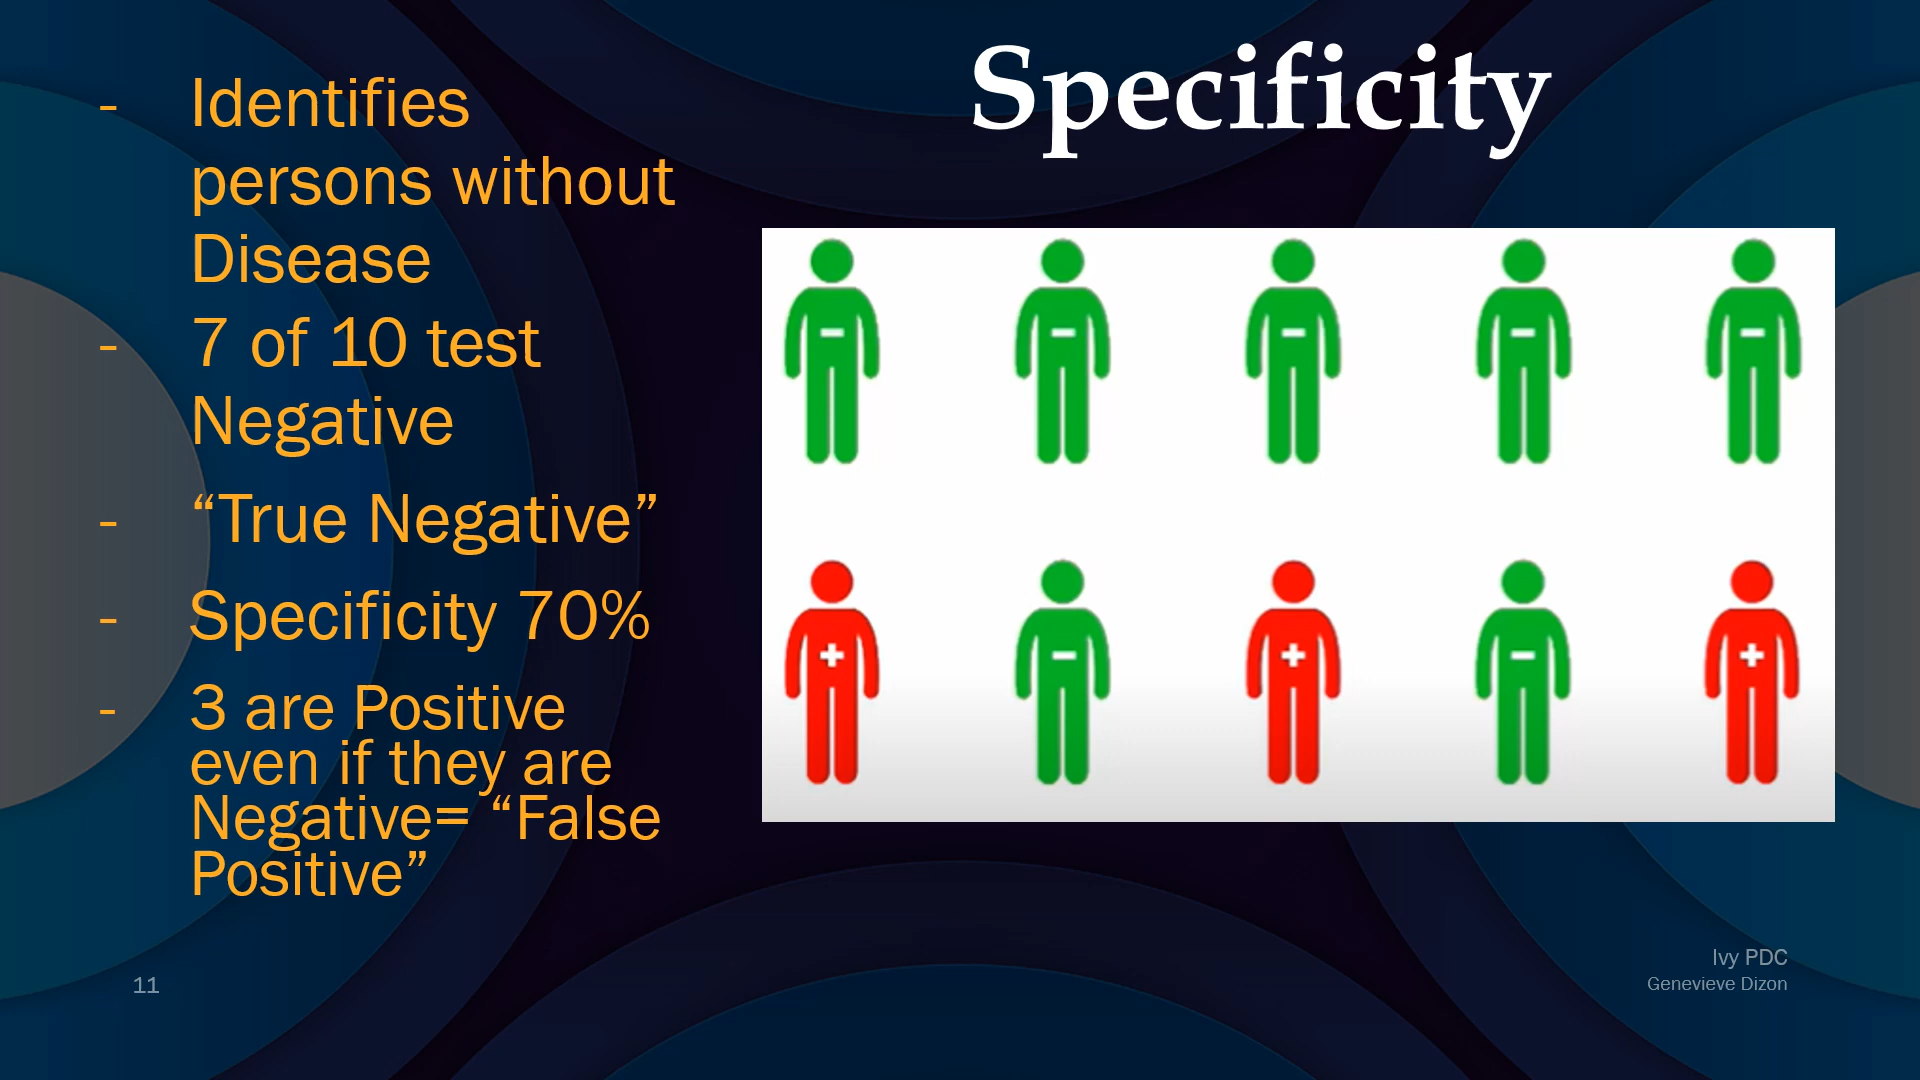 Specificity
- Identifies
persons without
Disease
- 7 of 10 test
Negative
- “True Negative”
- Specificity 70%
- 3 are Positive
even if they are
Negative= “False
Positive”
11
Ivy PDC
Genevieve Dizon